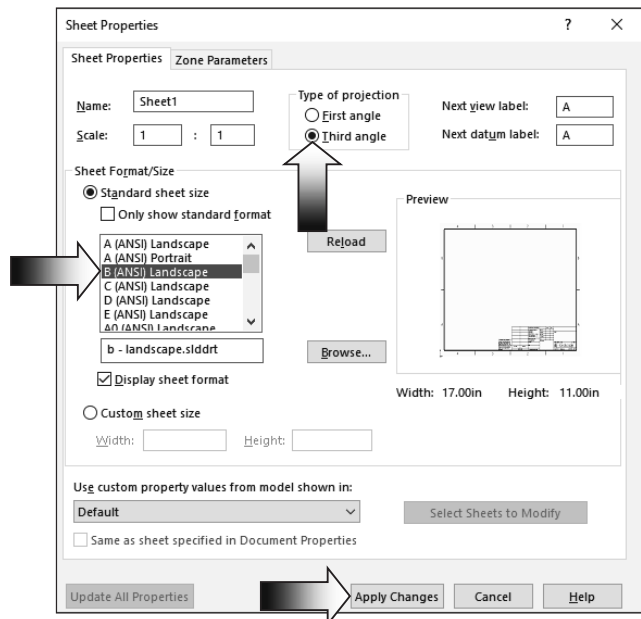 Sheet Properties
? X
Sheet Properties Zone Parameters
Name: Sheet1
Scale: 1 : 1
Type of projection
First angle
Third angle
Next view label: A
Next datum label: A
Sheet Format/Size
Standard sheet size
Only show standard format
A (ANSI) Landscape
A (ANSI) Portrait
B (ANSI) Landscape
C (ANSI) Landscape
D (ANSI) Landscape
E (ANSI) Landscape
A0 (ANSI) Landscape
Reload
b - landscape.slddrt
Browse...
Display sheet format
Custom sheet size
Width: Height:
Preview
Width: 17.00in Height: 11.00in
Use custom property values from model shown in:
Default
Select Sheets to Modify
Same as sheet specified in Document Properties
Update All Properties Apply Changes Cancel Help